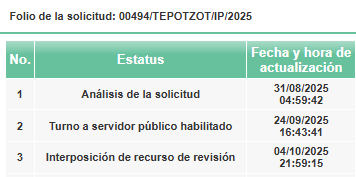 Folio de la solicitud: 00494/TEPOTZOT/IP/2025
No. Estatus Fecha y hora de
actualización
1 Análisis de la solicitud 31/08/2025
04:59:42
2 Turno a servidor público habilitado 24/09/2025
16:43:41
3 Interposición de recurso de revisión 04/10/2025
21:59:15